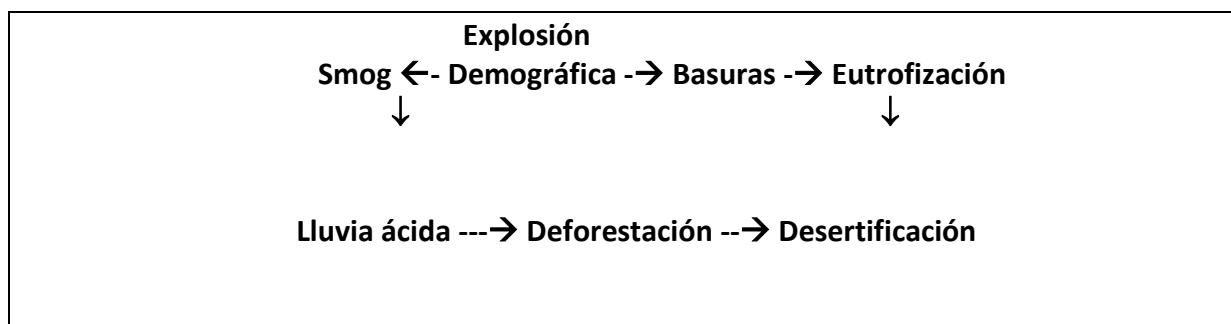 Explosión
Smog ←- Demográfica -→ Basuras -→ Eutrofización
↓ ↓
Lluvia ácida ---→ Deforestación --→ Desertificación